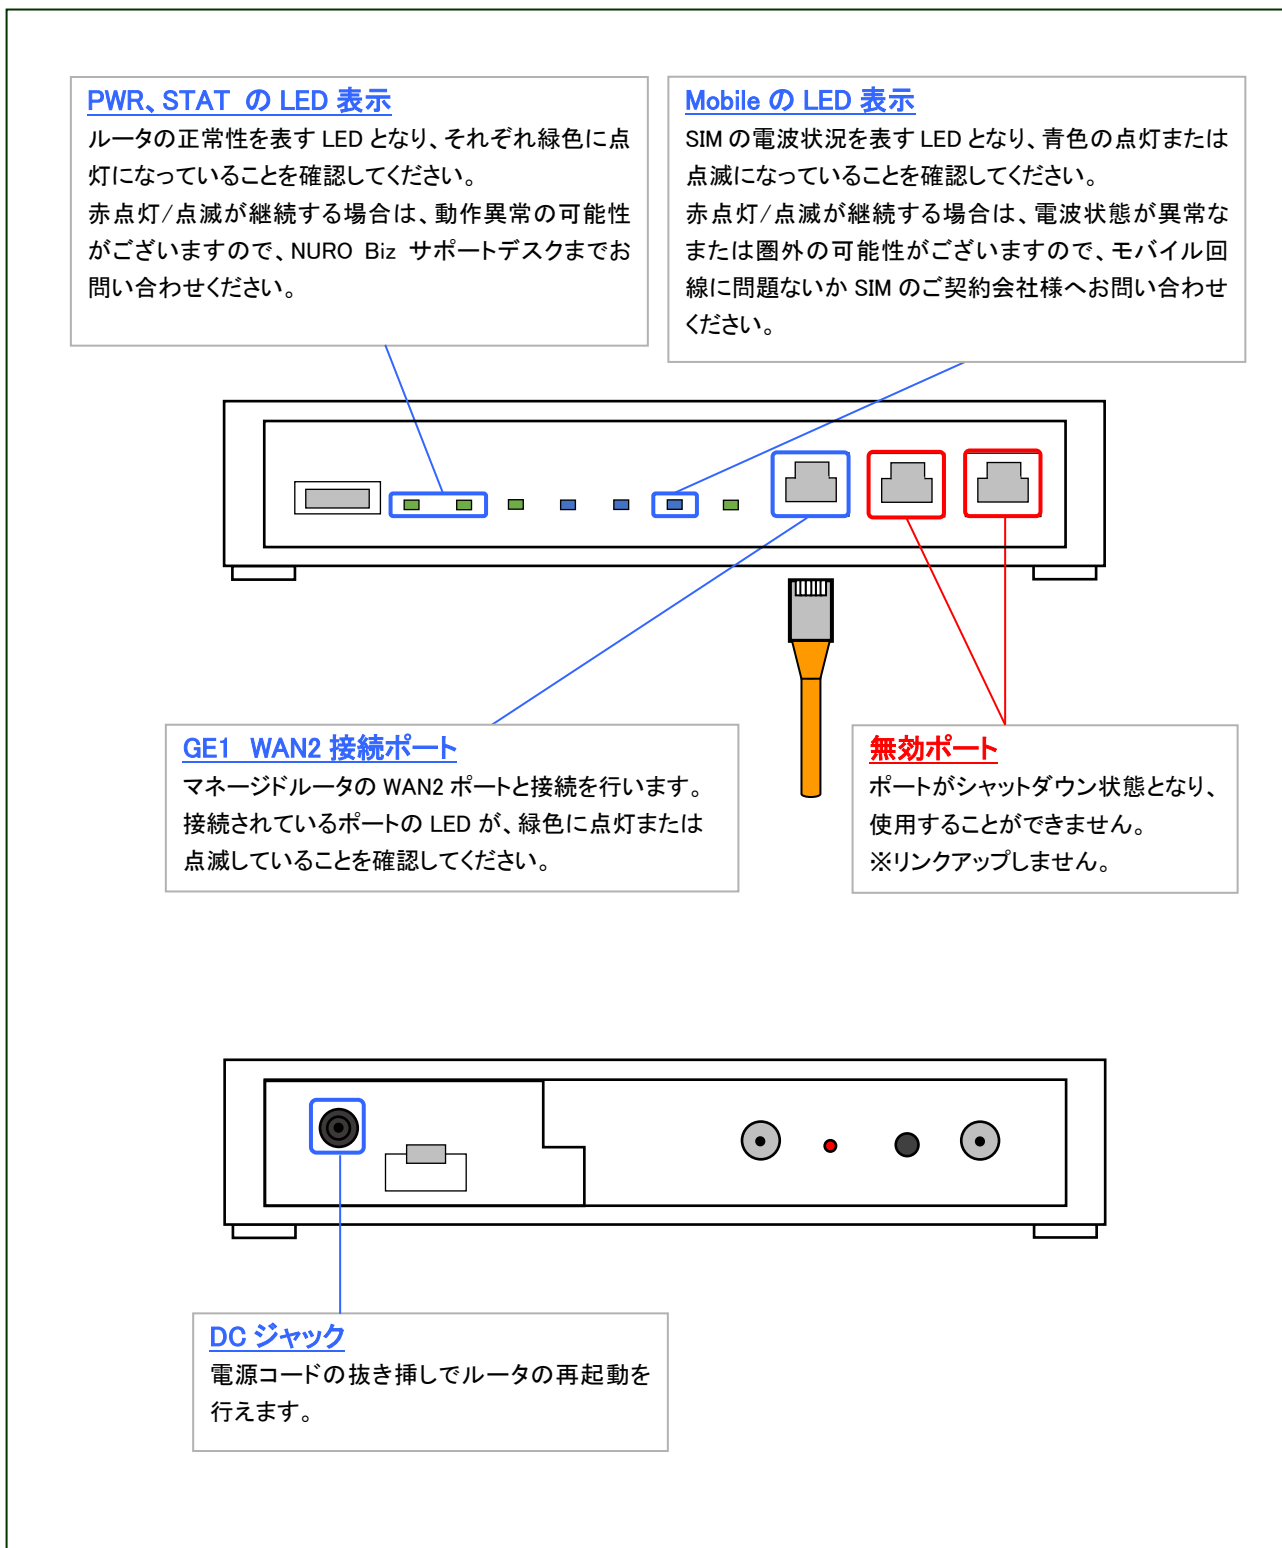 PWR、STAT の LED 表示
ルータの正常性を表す LED となり、それぞれ緑色に点
灯になっていることを確認してください。
赤点灯/点滅が継続する場合は、動作異常の可能性
がございますので、NURO Biz サポートデスクまでお
問い合わせください。
Mobile の LED 表示
SIM の電波状況を表す LED となり、青色の点灯または
点滅になっていることを確認してください。
赤点灯/点滅が継続する場合は、電波状態が異常な
または圏外の可能性がございますので、モバイル回
線に問題ないか SIM のご契約会社様へお問い合わせ
ください。
GE1 WAN2 接続ポート
マネージドルータの WAN2 ポートと接続を行います。
接続されているポートの LED が、緑色に点灯または
点滅していることを確認してください。
無効ポート
ポートがシャットダウン状態となり、
使用することができません。
※リンクアップしません。
DC ジャック
電源コードの抜き挿しでルータの再起動を
行えます。